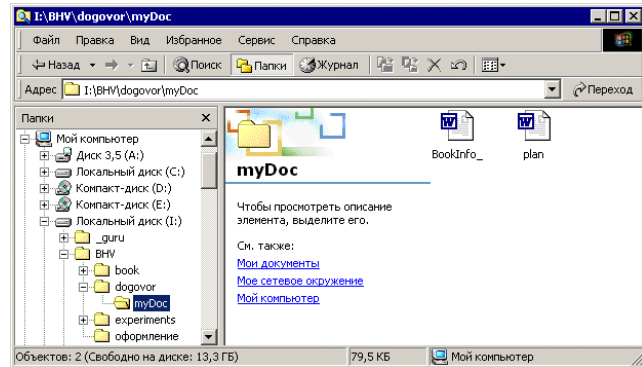 I:\BHV\dogovor\myDoc
Файл Правка Вид Избранное Сервис Справка
Назад Поиск Папки Журнал
Адрес I:\BHV\dogovor\myDoc Переход
Папки
Мой компьютер
Диск 3,5 (A:)
Локальный диск (C:)
Компакт-диск (D:)
Компакт-диск (E:)
Локальный диск (I:)
_guru
BHV
book
dogovor
myDoc
experiments
оформление
myDoc
Чтобы просмотреть описание
элемента, выделите его.
См. также:
Мои документы
Мое сетевое окружение
Мой компьютер
BookInfo_ plan
Объектов: 2 (Свободно на диске: 13,3 ГБ) 79,5 КБ Мой компьютер